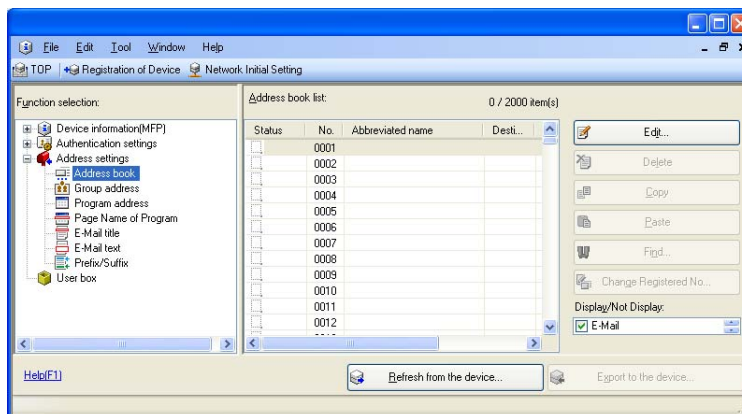 File Edit Tool Window Help
TOP Registration of Device Network Initial Setting
Function selection:
Device information(MFP)
Authentication settings
Address settings
Address book
Group address
Program address
Page Name of Program
E-Mail title
E-Mail text
Prefix/Suffix
User box
Address book list: 0 / 2000 item(s)
Status No. Abbreviated name Desti...
0001
0002
0003
0004
0005
0006
0007
0008
0009
0010
0011
0012
Edit...
Delete
Copy
Paste
Find...
Change Registered No...
Display/Not Display:
E-Mail
Help(F1)
Refresh from the device...
Export to the device...